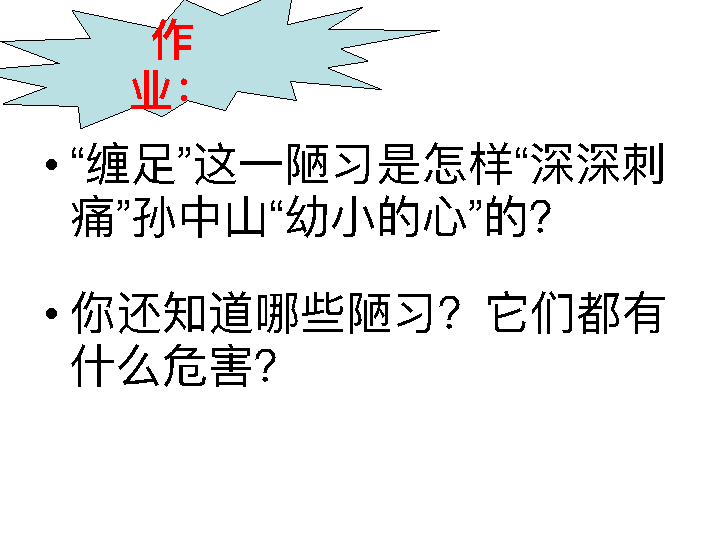 作
业：
• “缠足”这一陋习是怎样“深深刺
痛”孙中山“幼小的心”的？
• 你还知道哪些陋习？它们都有
什么危害？